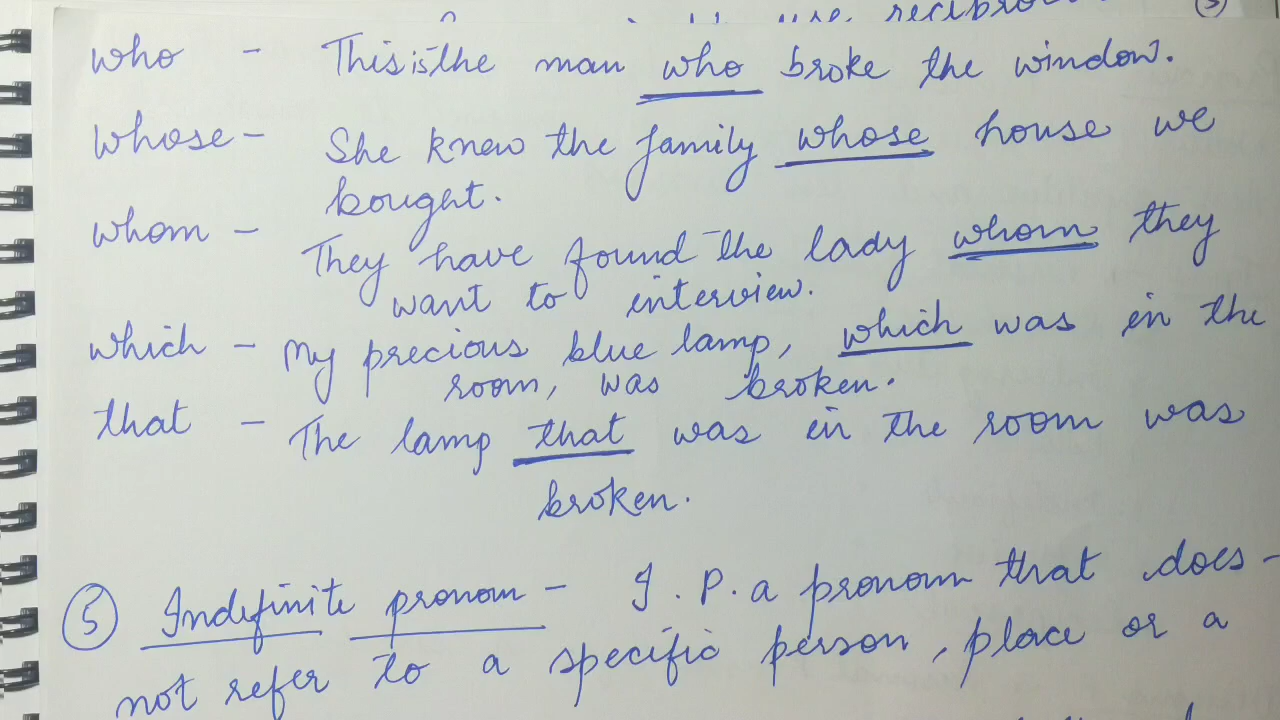 use recipro
who - This is the man who broke the window.
whose - She knew the family whose house we
bought.
whom - They have found the lady whom they
want to interview.
which - My precious blue lamp, which was in the
room, was broken.
that - The lamp that was in the room was
broken.
5 Indefinite pronoun - I. P. a pronoun that does-
not refer to a specific person, place or a